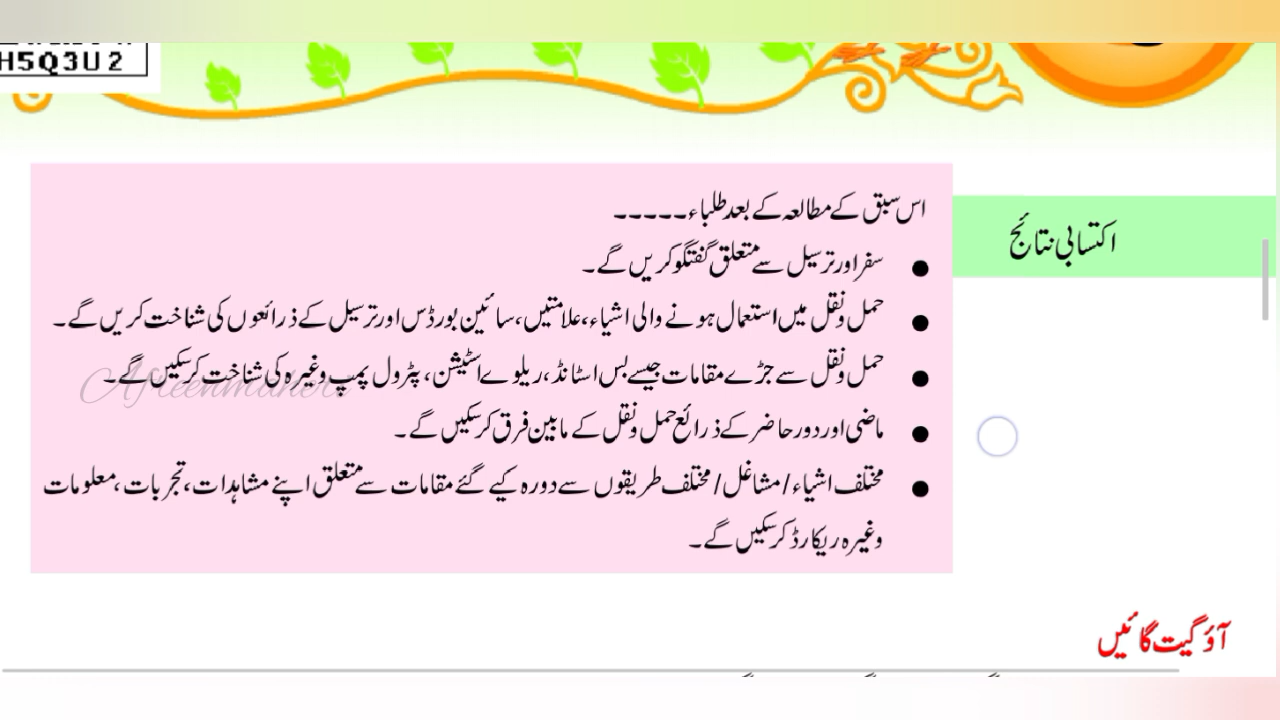 H5Q3U2
اکتسابی نتائج
اس سبق کے مطالعہ کے بعد طلباء۔۔۔۔۔
● سفر اور ترسیل سے متعلق گفتگو کریں گے۔
● حمل و نقل میں استعمال ہونے والی اشیاء، علامتیں، سائین بورڈس اور ترسیل کے ذرائعوں کی شناخت کریں گے۔
● حمل و نقل سے جڑے مقامات جیسے بس اسٹانڈ، ریلوے اسٹیشن، پٹرول پمپ وغیرہ کی شناخت کرسکیں گے۔
● ماضی اور دور حاضر کے ذرائع حمل و نقل کے مابین فرق کرسکیں گے۔
● مختلف اشیاء/مشاغل/مختلف طریقوں سے دورہ کیے گئے مقامات سے متعلق اپنے مشاہدات، تجربات، معلومات
وغیرہ ریکارڈ کرسکیں گے۔
آؤ گیت گائیں